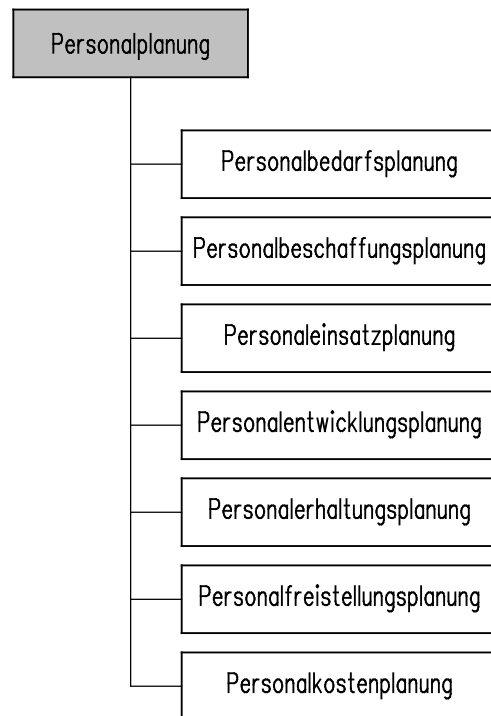 Personalplanung
Personalbedarfsplanung
Personalbeschaffungsplanung
Personaleinsatzplanung
Personalentwicklungsplanung
Personalerhaltungsplanung
Personalfreistellungsplanung
Personalkostenplanung